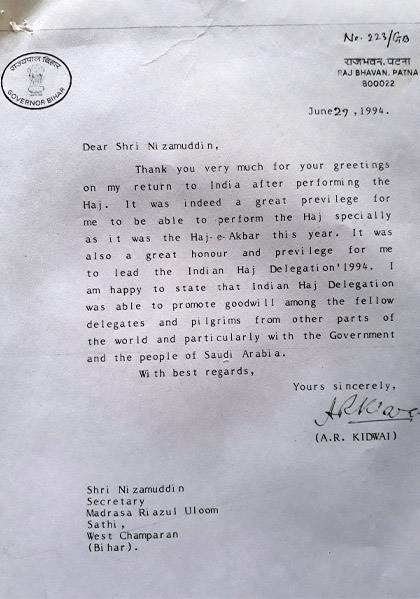 No. 223/GB
राज्यपाल बिहार
GOVERNOR BIHAR
राजभवन, पटना
RAJ BHAVAN, PATNA
800022
June 27, 1994.
Dear Shri Nizamuddin,
Thank you very much for your greetings
on my return to India after performing the
Haj. It was indeed a great previlege for
me to be able to perform the Haj specially
as it was the Haj-e-Akbar this year. It was
also a great honour and previlege for me
to lead the Indian Haj Delegation'1994. I
am happy to state that Indian Haj Delegation
was able to promote goodwill among the fellow
delegates and pilgrims from other parts of
the world and particularly with the Government
and the people of Saudi Arabia.
With best regards,
Yours sincerely,
ARKidwai
(A.R. KIDWAI)
Shri Nizamuddin
Secretary
Madrasa Riazul Uloom
Sathi,
West Champaran
(Bihar).